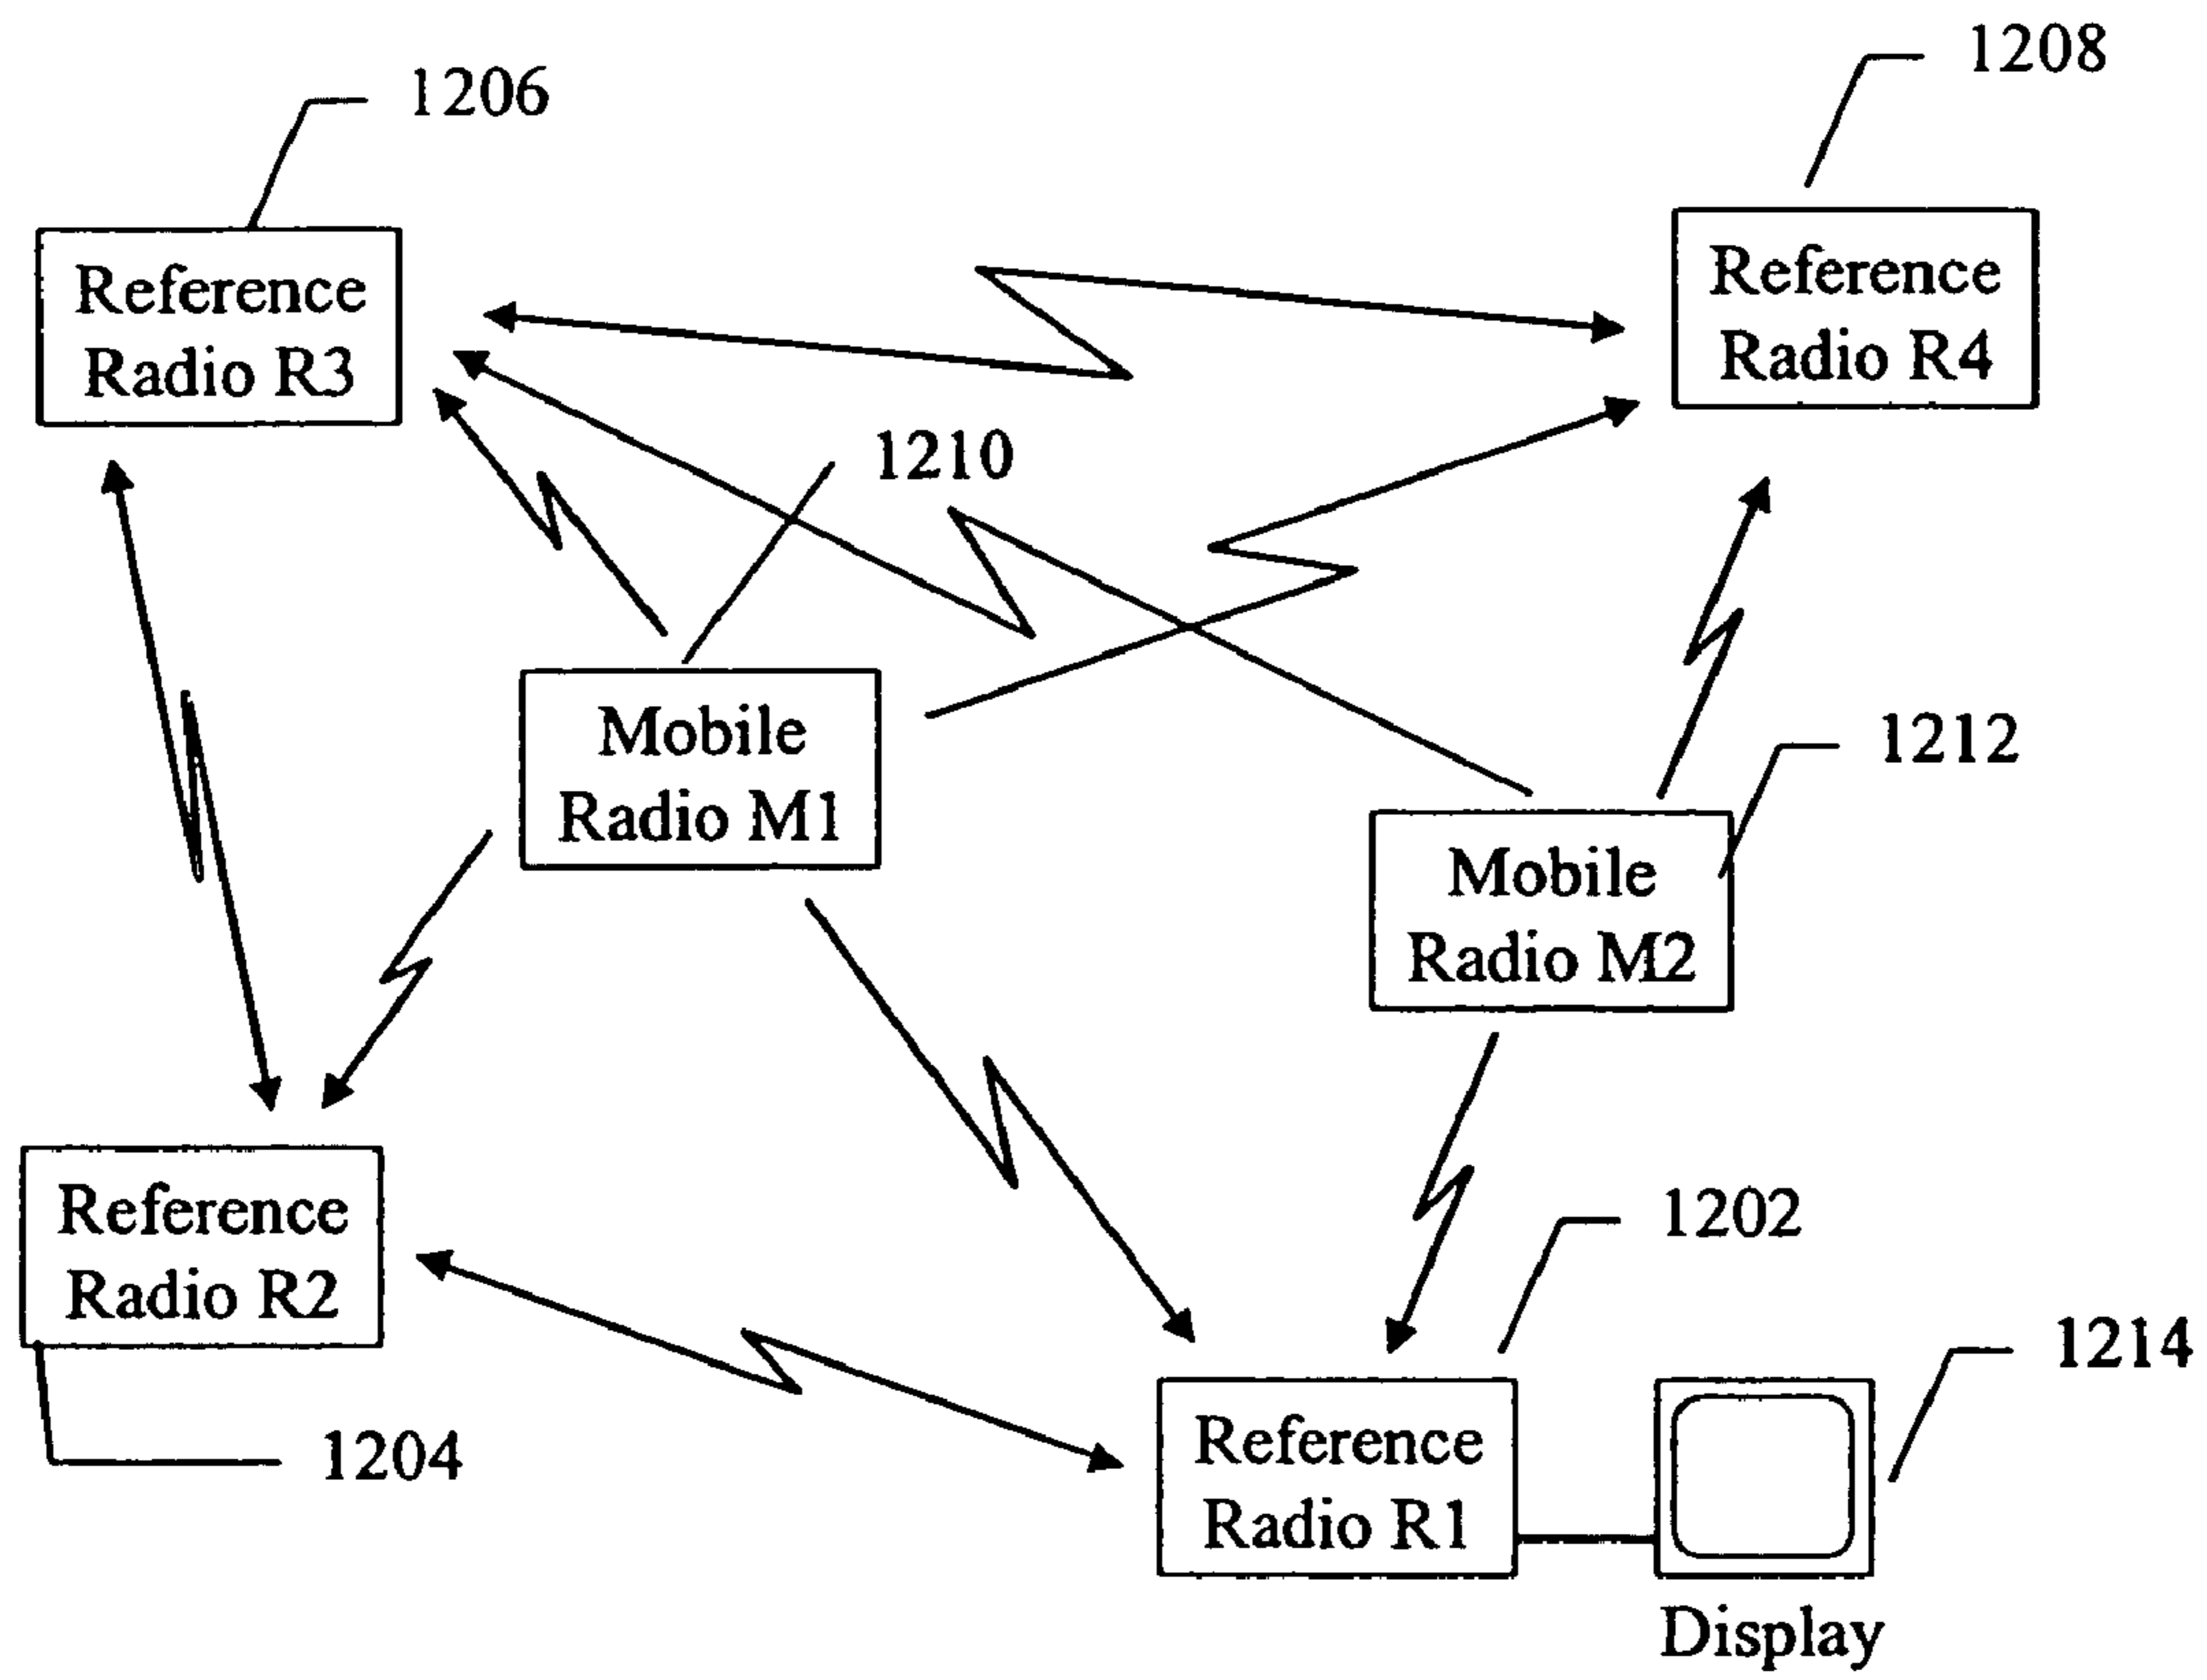 1208
1206
Reference
Radio R3
Reference
Radio R4
1210
Mobile
Radio M1
1212
Mobile
Radio M2
Reference
Radio R2
1202
1214
1204
Reference
Radio R1
Display